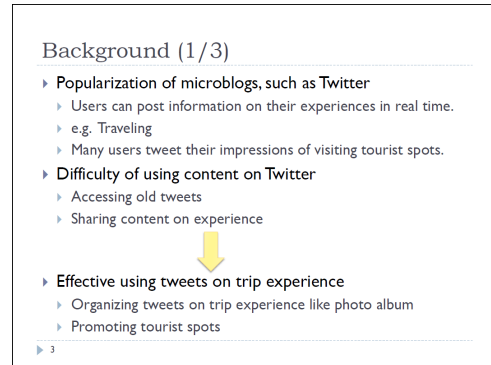 Background (1/3)
Popularization of microblogs, such as Twitter
Users can post information on their experiences in real time.
e.g. Traveling
Many users tweet their impressions of visiting tourist spots.
Difficulty of using content on Twitter
Accessing old tweets
Sharing content on experience
Effective using tweets on trip experience
Organizing tweets on trip experience like photo album
Promoting tourist spots
3